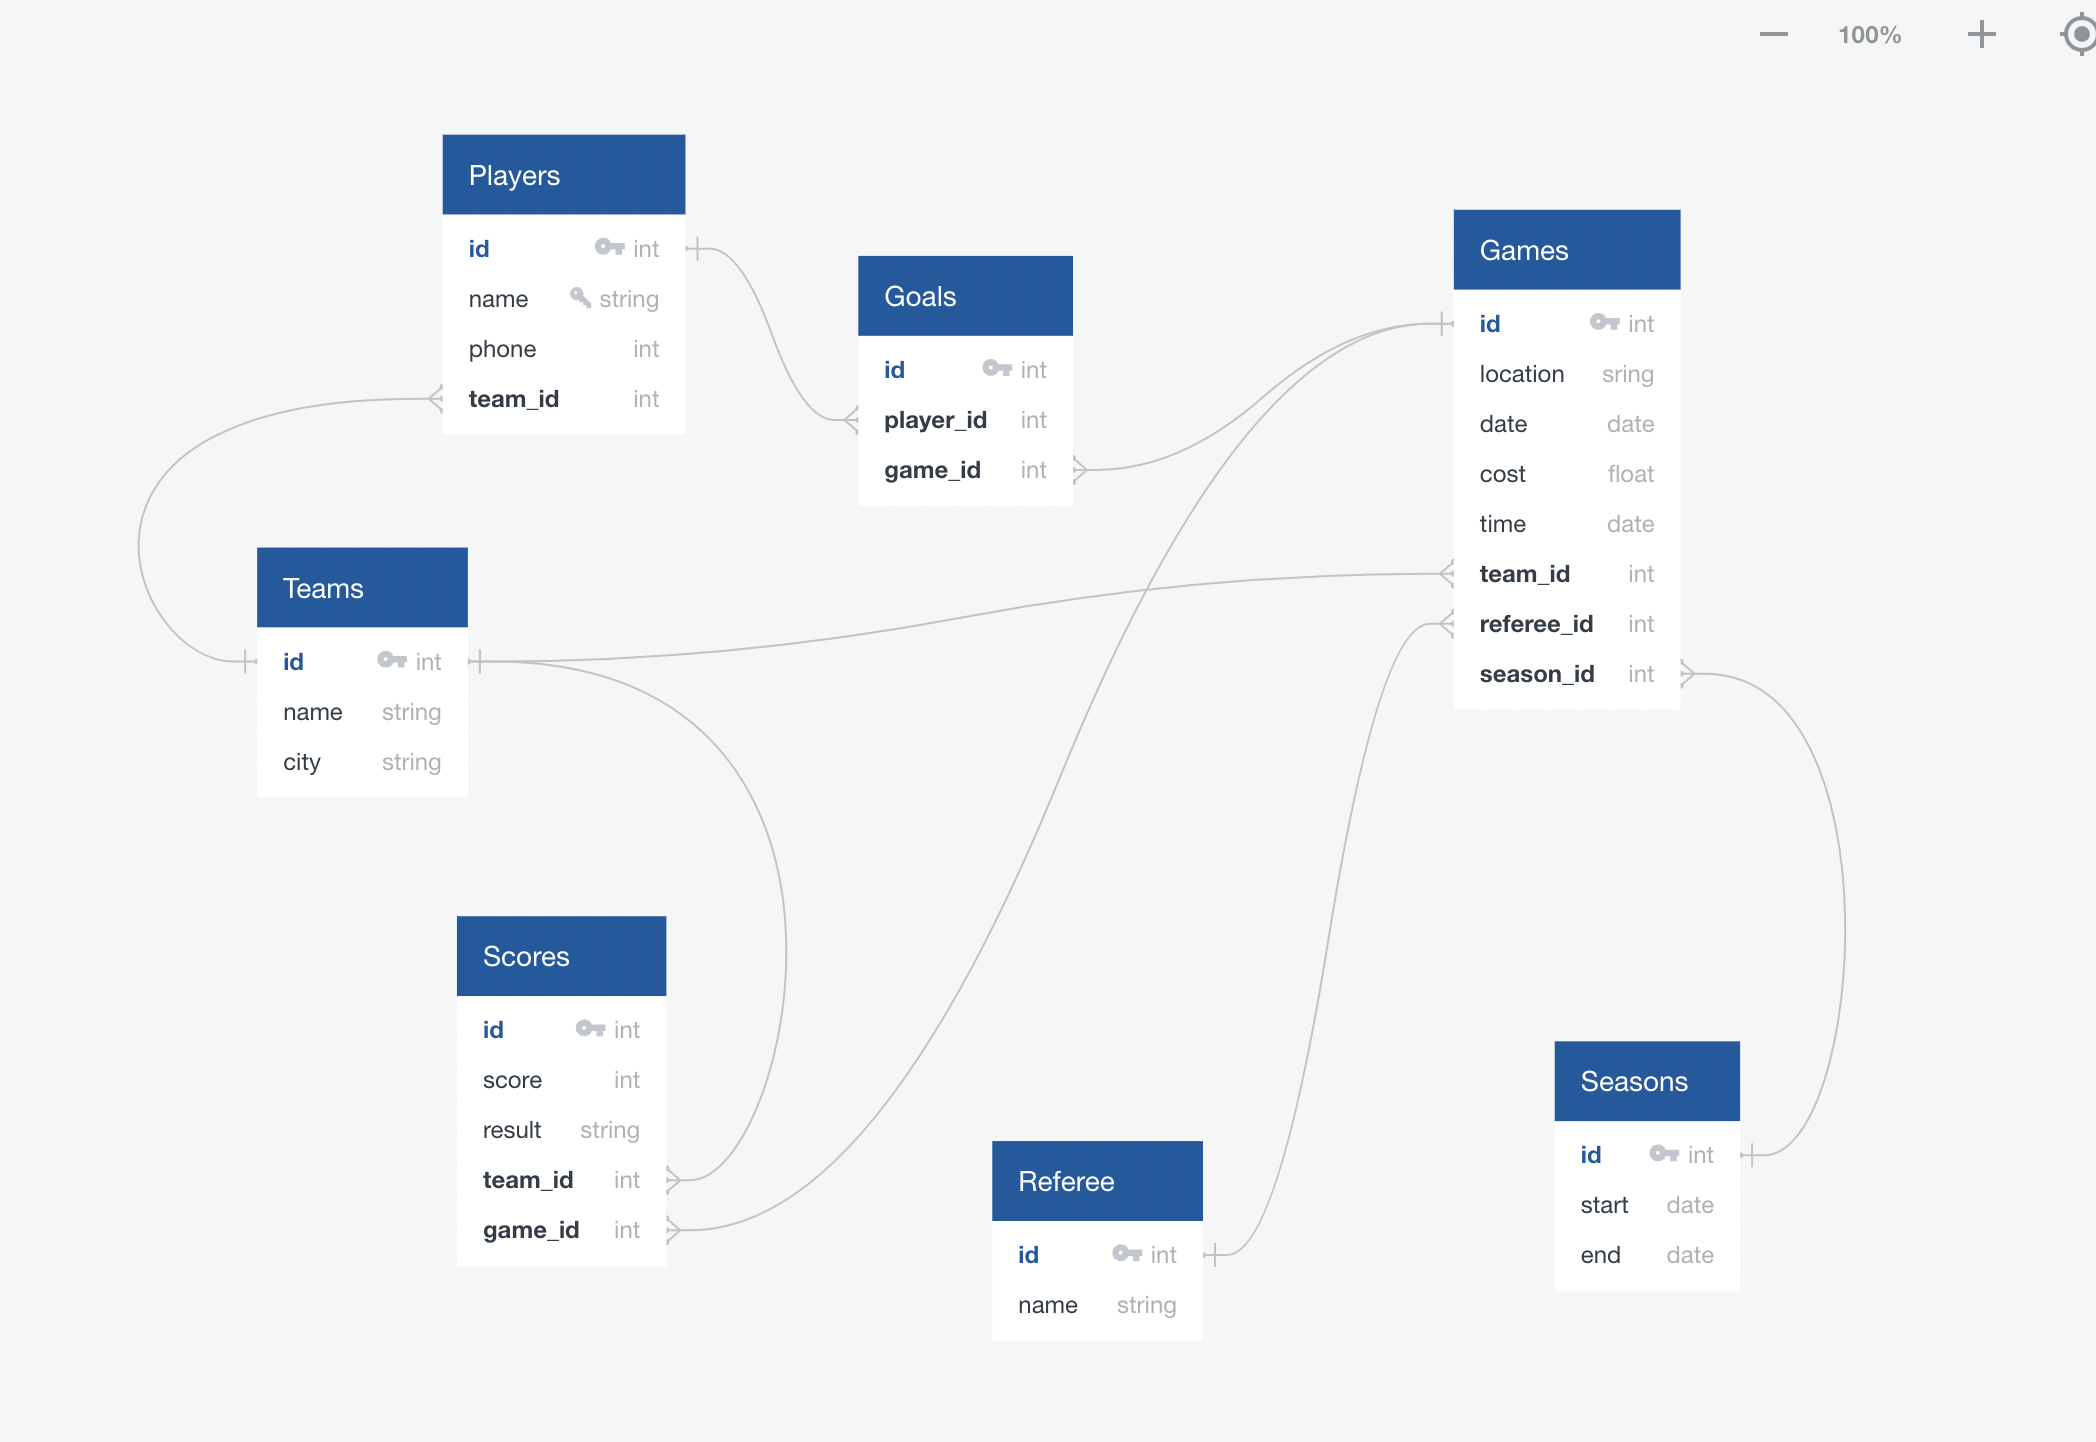 100%
Players
id int
name string
phone int
team_id int
Goals
id int
player_id int
game_id int
Games
id int
location sring
date date
cost float
time date
team_id int
referee_id int
season_id int
Teams
id int
name string
city string
Scores
id int
score int
result string
team_id int
game_id int
Referee
id int
name string
Seasons
id int
start date
end date